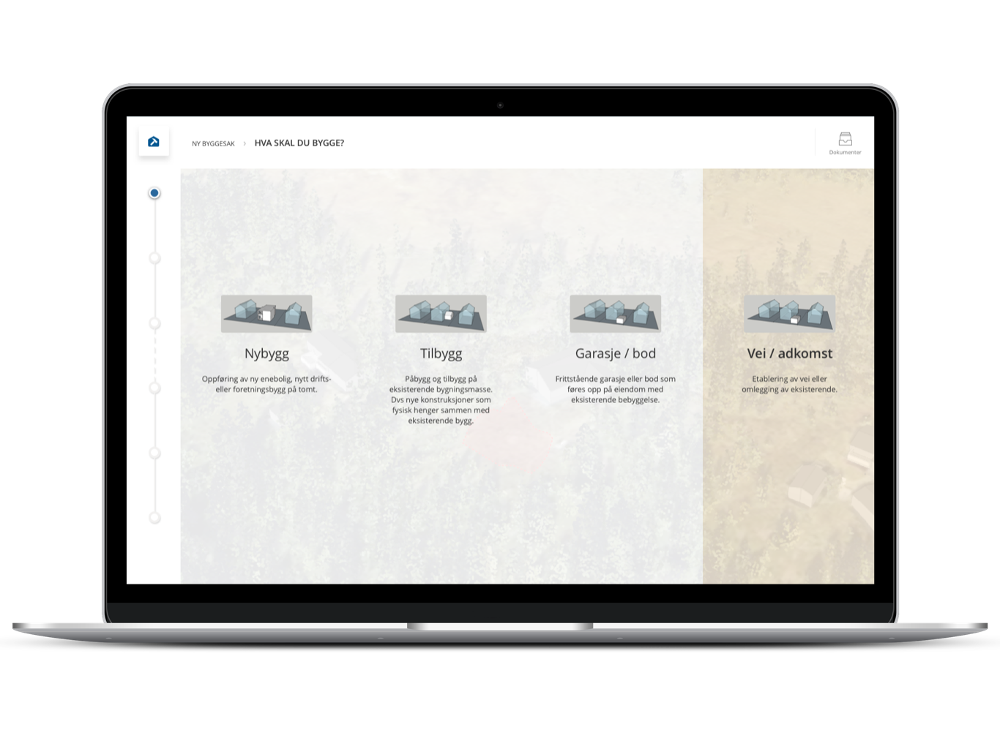 NY BYGGESAK › HVA SKAL DU BYGGE?
Dokumenter
Nybygg
Oppføring av ny enebolig, nytt drifts-
eller foretningsbygg på tomt.
Tilbygg
Påbygg og tilbygg på
eksisterende bygningsmasse.
Dvs nye konstruksjoner som
fysisk henger sammen med
eksisterende bygg.
Garasje / bod
Frittstående garasje eller bod som
føres opp på eiendom med
eksisterende bebyggelse.
Vei / adkomst
Etablering av vei eller
omlegging av eksisterende.